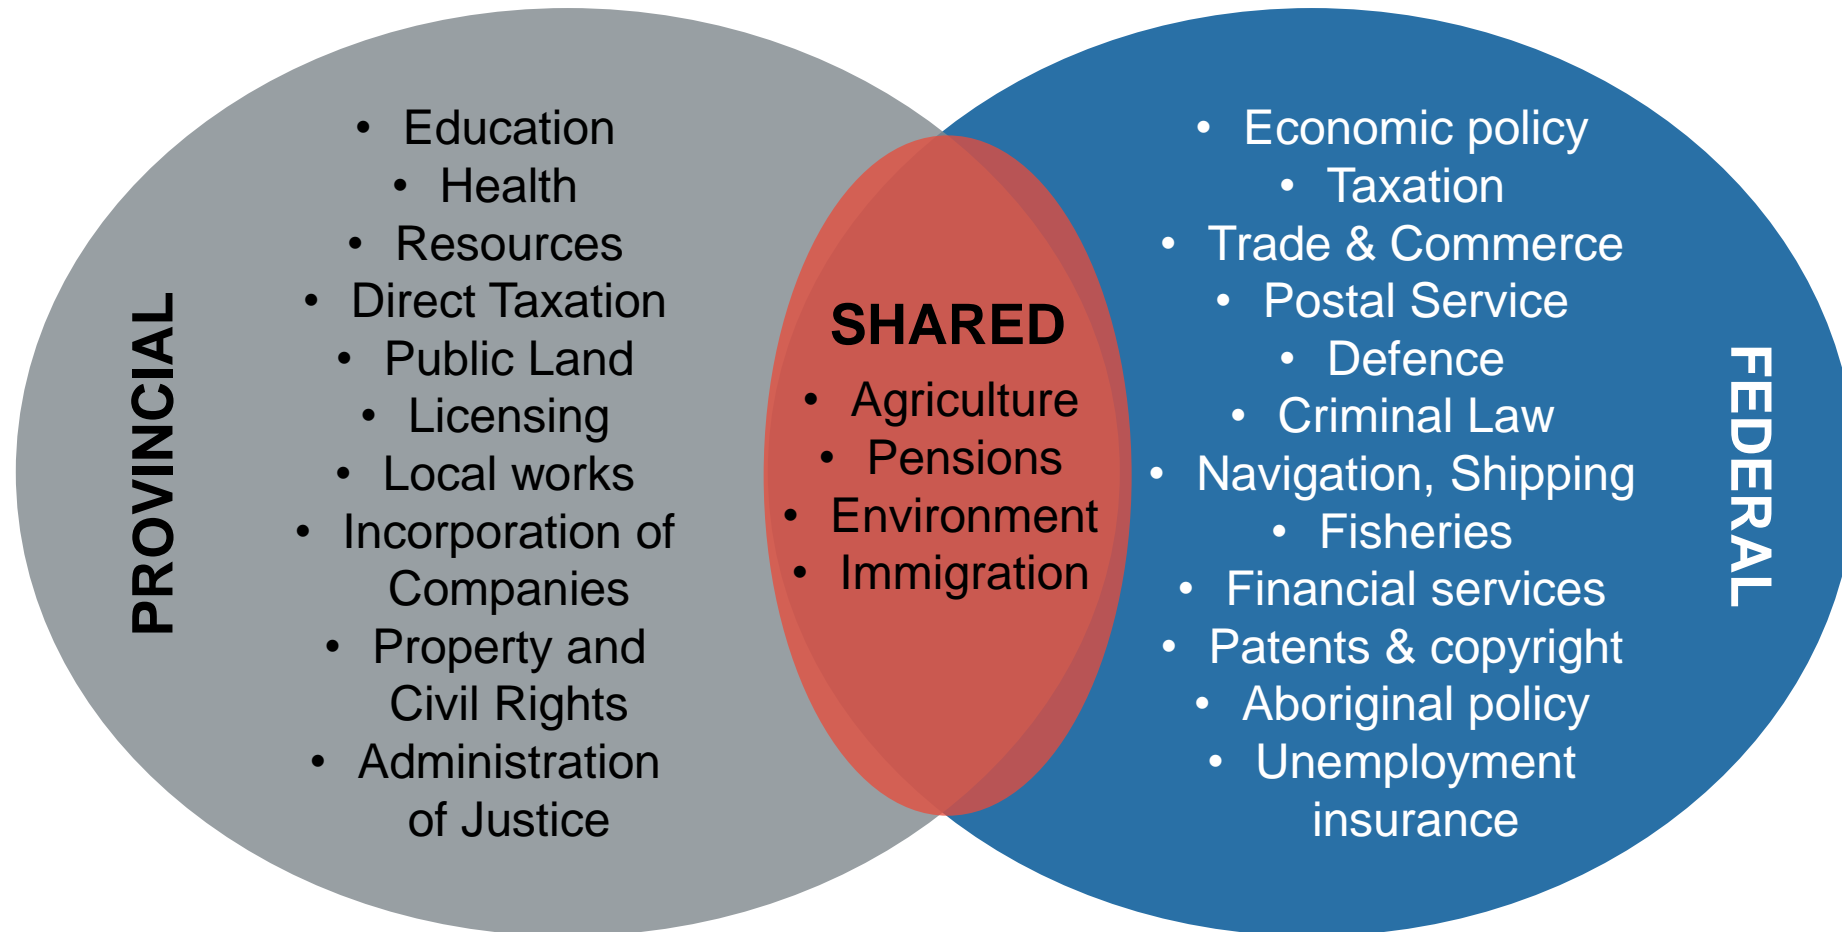 PROVINCIAL
• Education
• Health
• Resources
• Direct Taxation
• Public Land
• Licensing
• Local works
• Incorporation of
Companies
• Property and
Civil Rights
• Administration
of Justice
SHARED
• Agriculture
• Pensions
• Environment
• Immigration
• Economic policy
• Taxation
• Trade & Commerce
• Postal Service
• Defence
• Criminal Law
• Navigation, Shipping
• Fisheries
• Financial services
• Patents & copyright
• Aboriginal policy
• Unemployment
insurance
FEDERAL